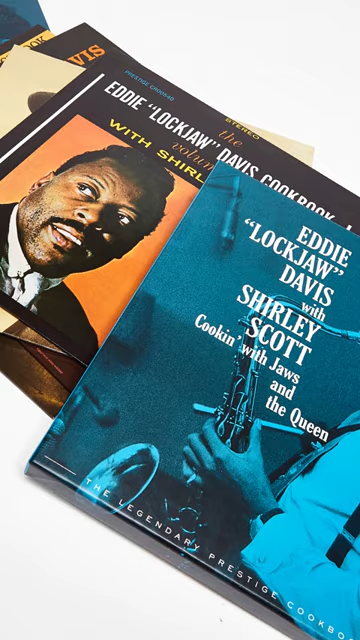 VIS
PRESTIGE
STEREO
EDDIE "LOCKJAW" DAVIS COOKBOOK
the
WITH SHIRL
EDDIE
"LOCKJAW"
DAVIS
with
SHIRLEY
SCOTT
Cookin' with Jaws
and
the Queen
THE LEGENDARY PRESTIGE COOKBO